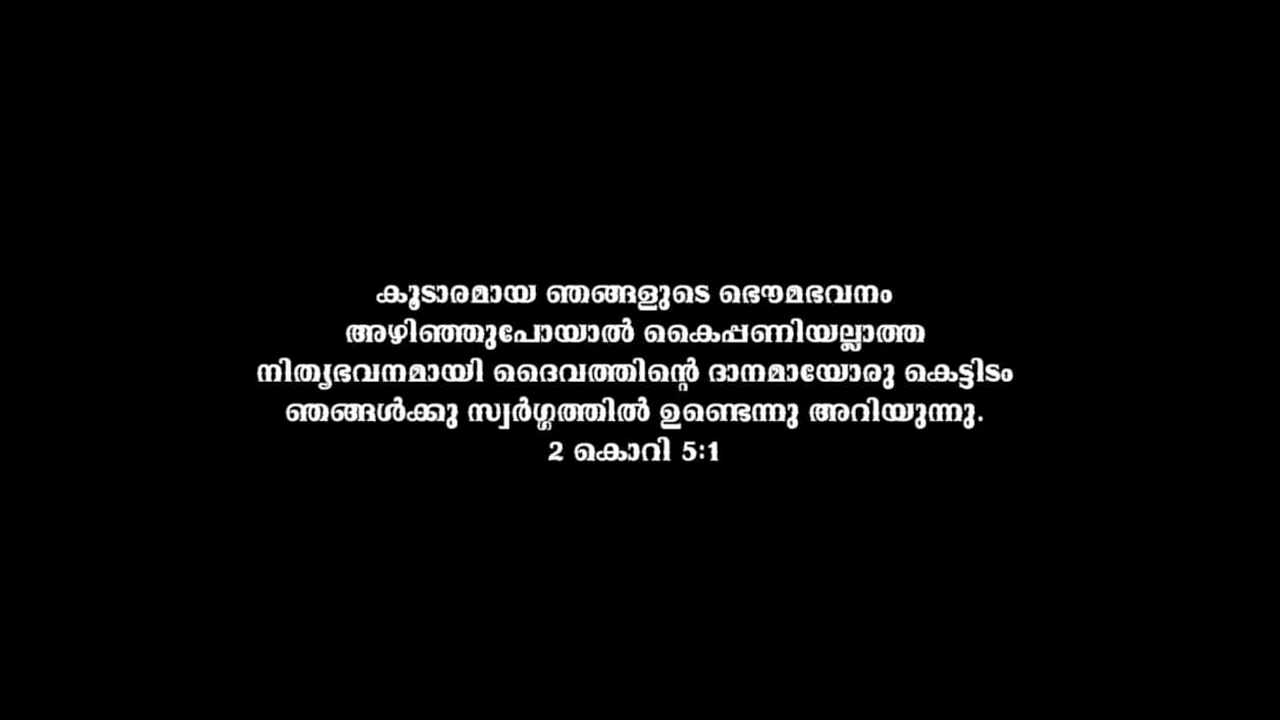 കൂടാരമായ ഞങ്ങളുടെ ഭൌമഭവനം
അഴിഞ്ഞുപോയാൽ കൈപ്പണിയല്ലാത്ത
നിത്യഭവനമായി ദൈവത്തിന്റെ ദാനമായോരു കെട്ടിടം
ഞങ്ങൾക്കു സ്വർഗ്ഗത്തിൽ ഉണ്ടെന്നു അറിയുന്നു.
2 കൊറി 5:1